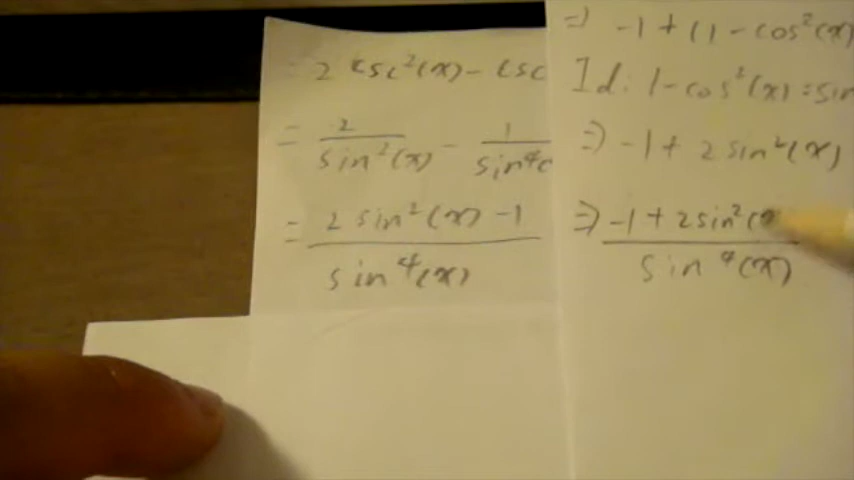 = 2 csc²(x) - csc
= 2/sin²(x) - 1/sin⁴(
= 2 sin²(x) - 1 / sin⁴(x)
=> -1 + (1 - cos²(x)
Id: 1 - cos²(x) = sin
=> -1 + 2 sin²(x)
=> -1 + 2sin²( / sin⁴(x)